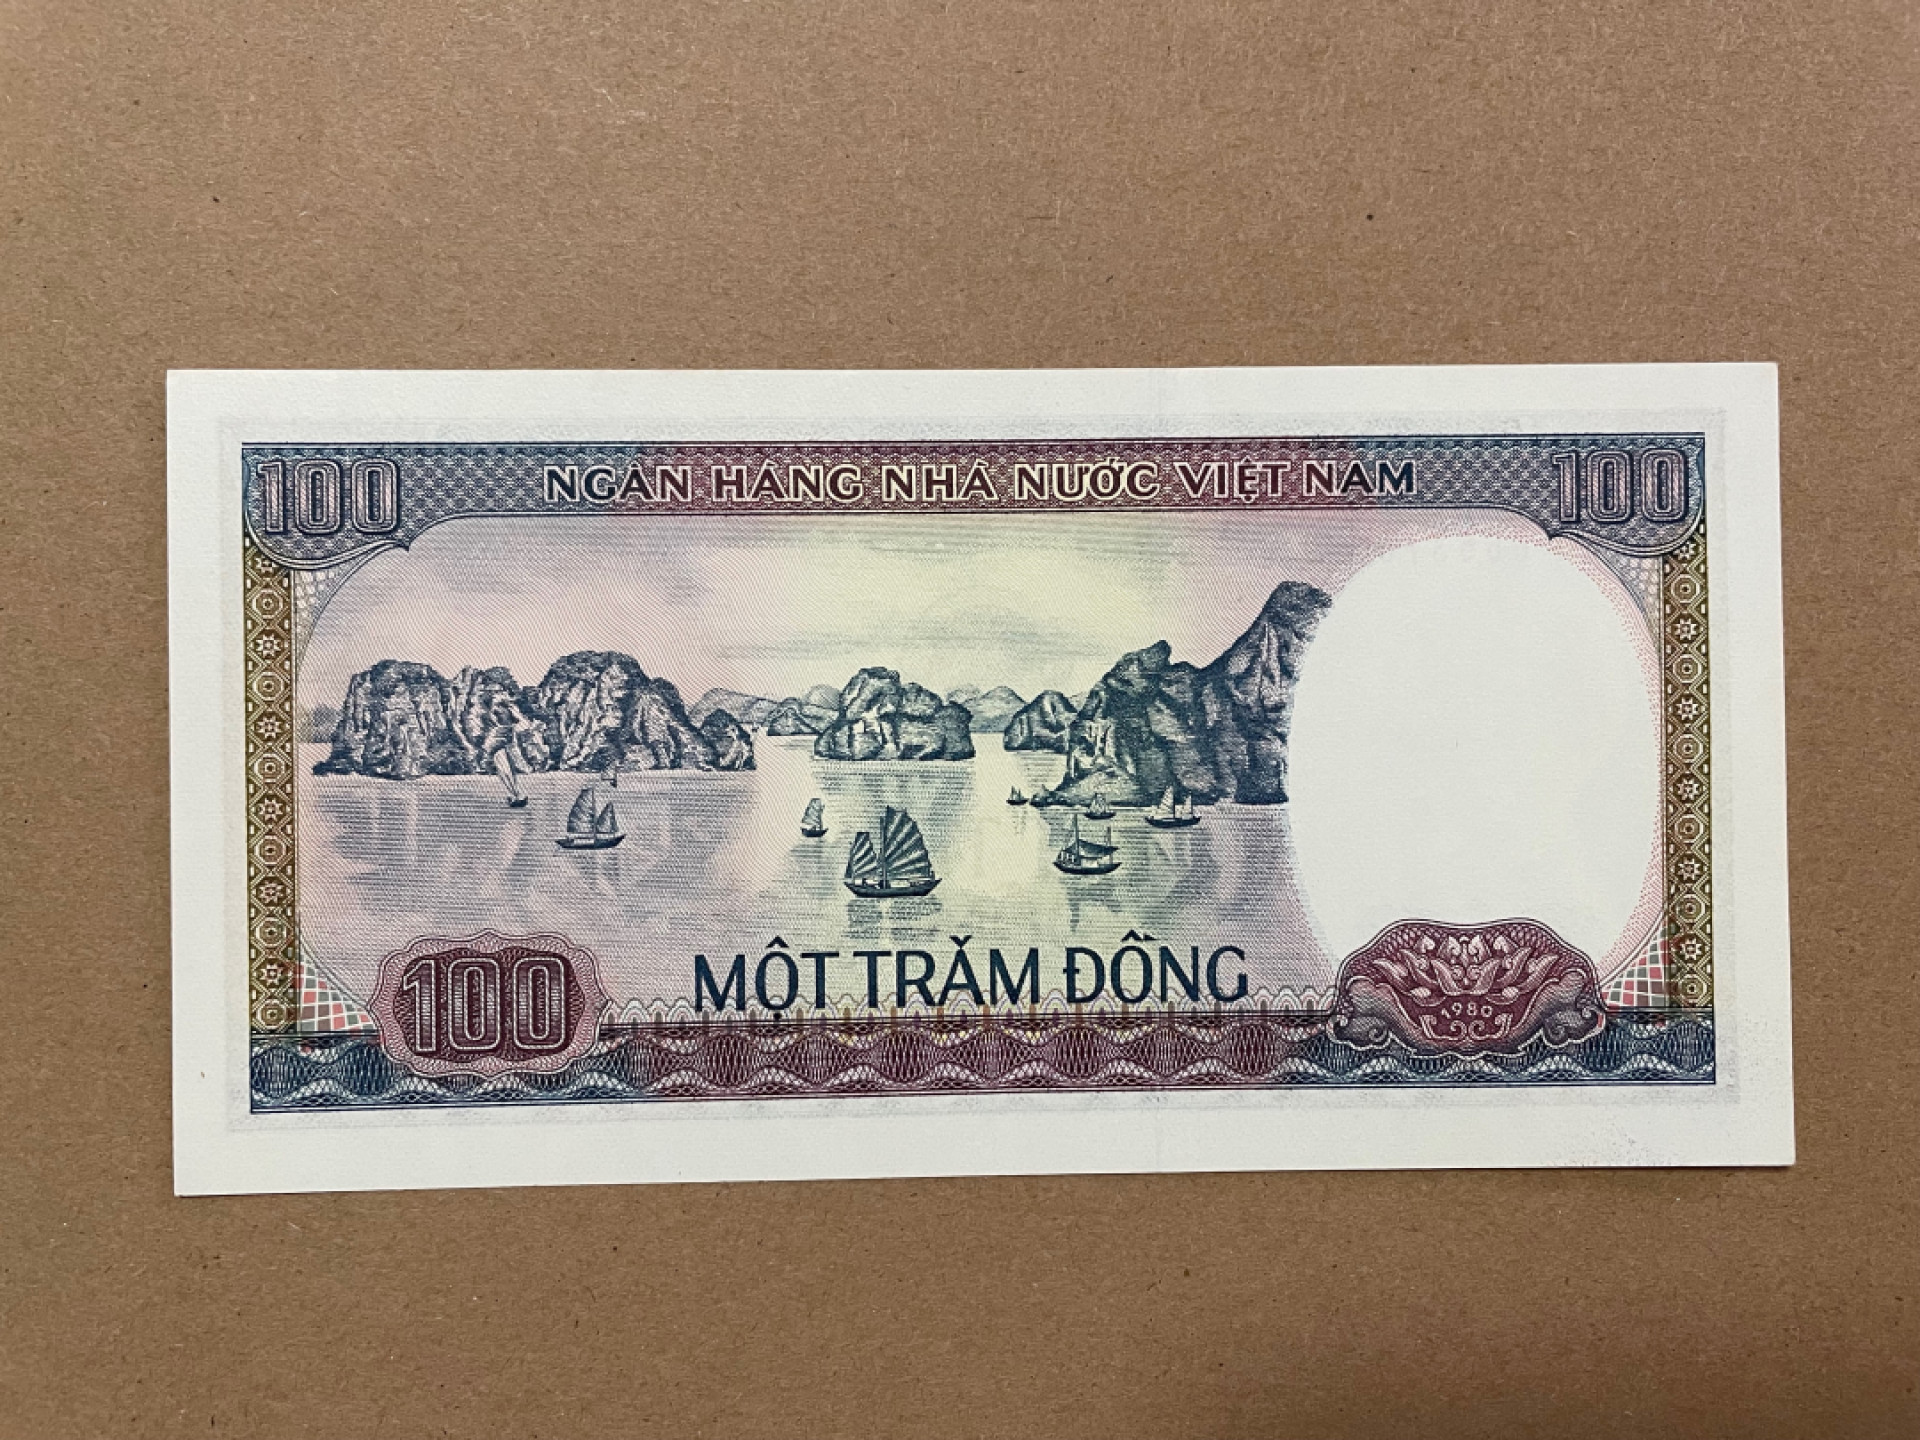 100 NGÂN HÀNG NHÀ NƯỚC VIỆT NAM 100
MỘT TRĂM ĐỒNG
100
1980